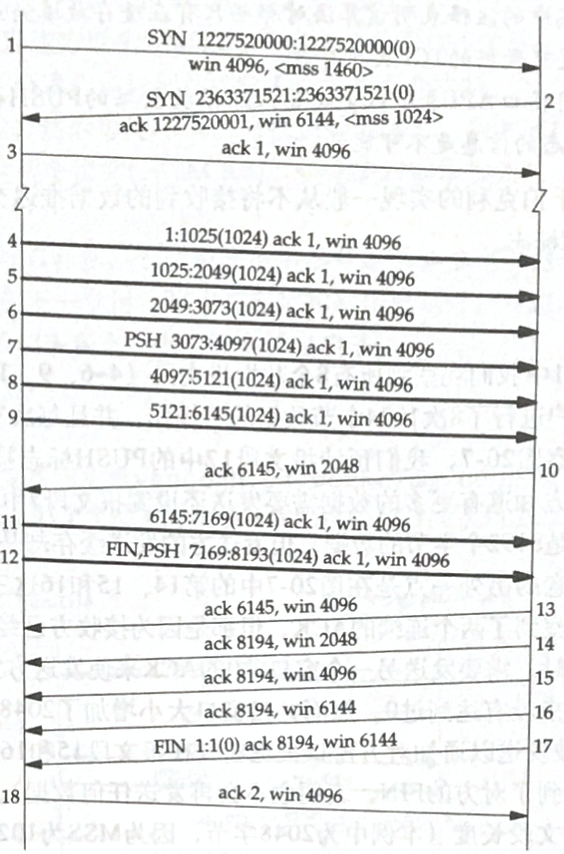 1
SYN 1227520000:1227520000(0)
win 4096, <mss 1460>
2
SYN 2363371521:2363371521(0)
ack 1227520001, win 6144, <mss 1024>
3
ack 1, win 4096
4
1:1025(1024) ack 1, win 4096
5
1025:2049(1024) ack 1, win 4096
6
2049:3073(1024) ack 1, win 4096
7
PSH 3073:4097(1024) ack 1, win 4096
8
4097:5121(1024) ack 1, win 4096
9
5121:6145(1024) ack 1, win 4096
10
ack 6145, win 2048
11
6145:7169(1024) ack 1, win 4096
12
FIN,PSH 7169:8193(1024) ack 1, win 4096
13
ack 6145, win 4096
14
ack 8194, win 2048
15
ack 8194, win 4096
16
ack 8194, win 6144
17
FIN 1:1(0) ack 8194, win 6144
18
ack 2, win 4096